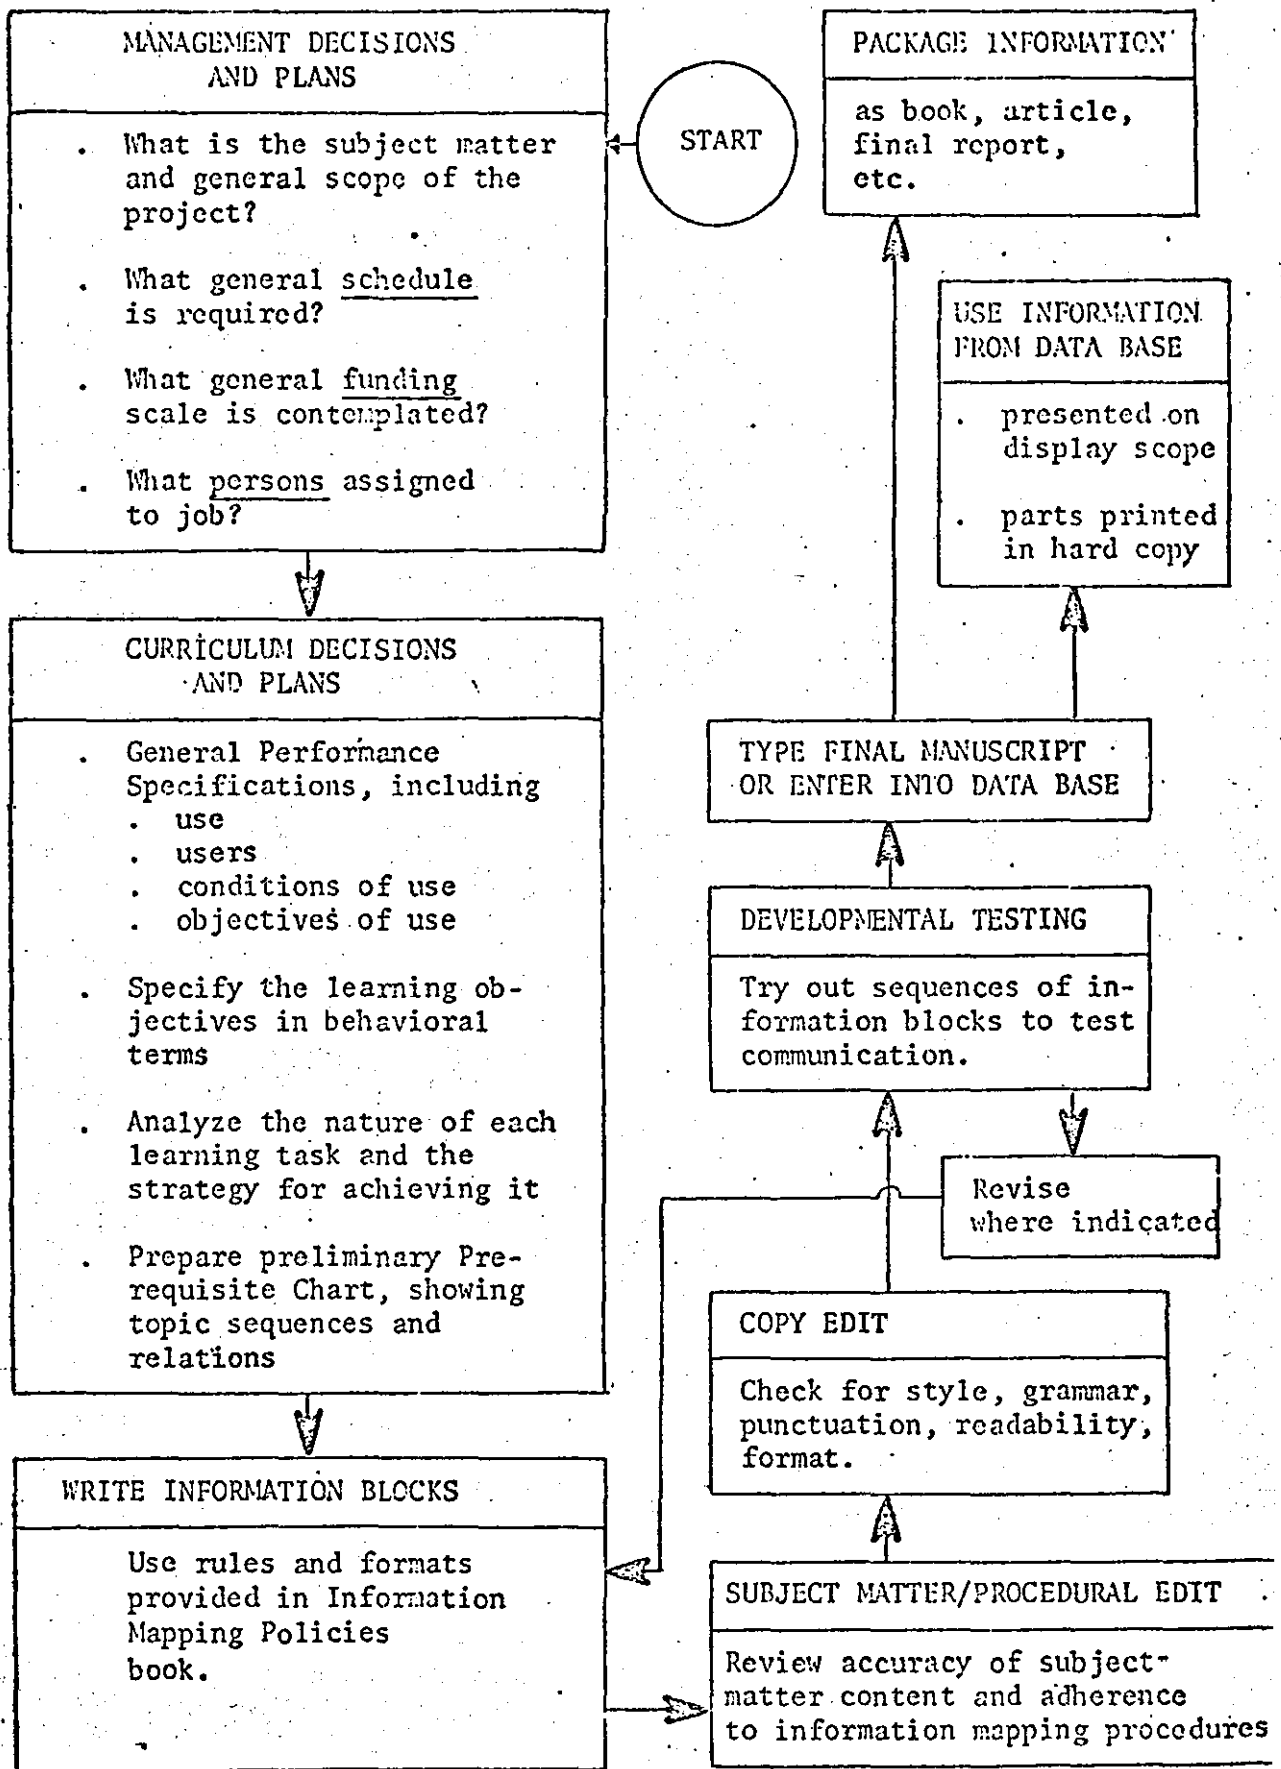 MANAGEMENT DECISIONS
AND PLANS
. What is the subject matter
and general scope of the
project?
. What general schedule
is required?
. What general funding
scale is contemplated?
. What persons assigned
to job?
START
CURRICULUM DECISIONS
AND PLANS
. General Performance
Specifications, including
. use
. users
. conditions of use
. objectives of use
. Specify the learning ob-
jectives in behavioral
terms
. Analyze the nature of each
learning task and the
strategy for achieving it
. Prepare preliminary Pre-
requisite Chart, showing
topic sequences and
relations
WRITE INFORMATION BLOCKS
Use rules and formats
provided in Information
Mapping Policies
book.
SUBJECT MATTER/PROCEDURAL EDIT
Review accuracy of subject-
matter content and adherence
to information mapping procedures
COPY EDIT
Check for style, grammar,
punctuation, readability,
format.
DEVELOPMENTAL TESTING
Try out sequences of in-
formation blocks to test
communication.
Revise
where indicated
TYPE FINAL MANUSCRIPT
OR ENTER INTO DATA BASE
USE INFORMATION
FROM DATA BASE
. presented on
display scope
. parts printed
in hard copy
PACKAGE INFORMATION
as book, article,
final report,
etc.